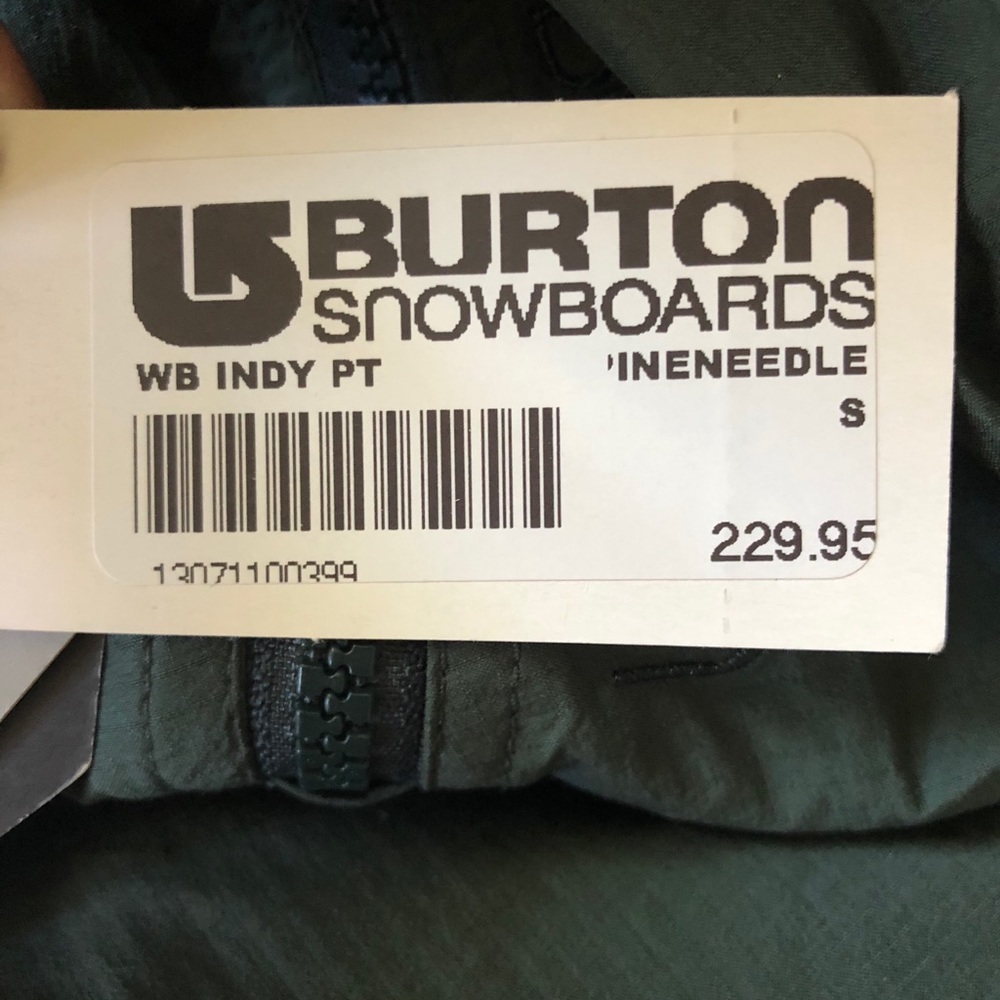 BURTON
SNOWBOARDS
WB INDY PT 'INENEEDLE
S
229.95
13071100399